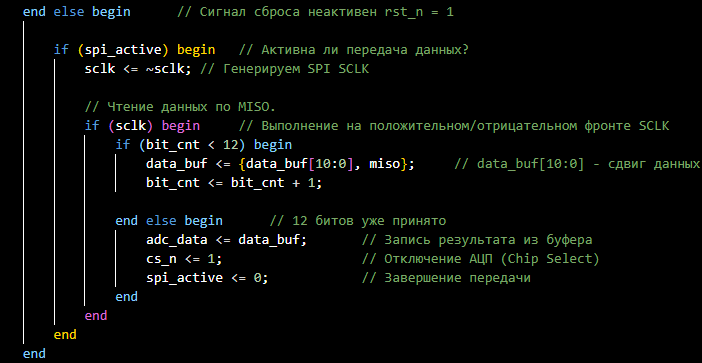 end else begin      // Сигнал сброса неактивен rst_n = 1
if (spi_active) begin   // Активна ли передача данных?
sclk <= ~sclk; // Генерируем SPI SCLK
// Чтение данных по MISO.
if (sclk) begin     // Выполнение на положительном/отрицательном фронте SCLK
if (bit_cnt < 12) begin
data_buf <= {data_buf[10:0], miso};     // data_buf[10:0] - сдвиг данных
bit_cnt <= bit_cnt + 1;
end else begin      // 12 битов уже принято
adc_data <= data_buf;       // Запись результата из буфера
cs_n <= 1;                  // Отключение АЦП (Chip Select)
spi_active <= 0;            // Завершение передачи
end
end
end
end